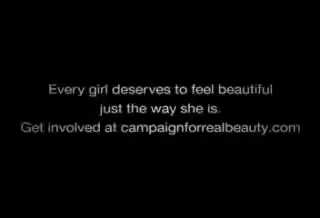 Every girl deserves to feel beautiful
just the way she is.
Get involved at campaignforrealbeauty.com